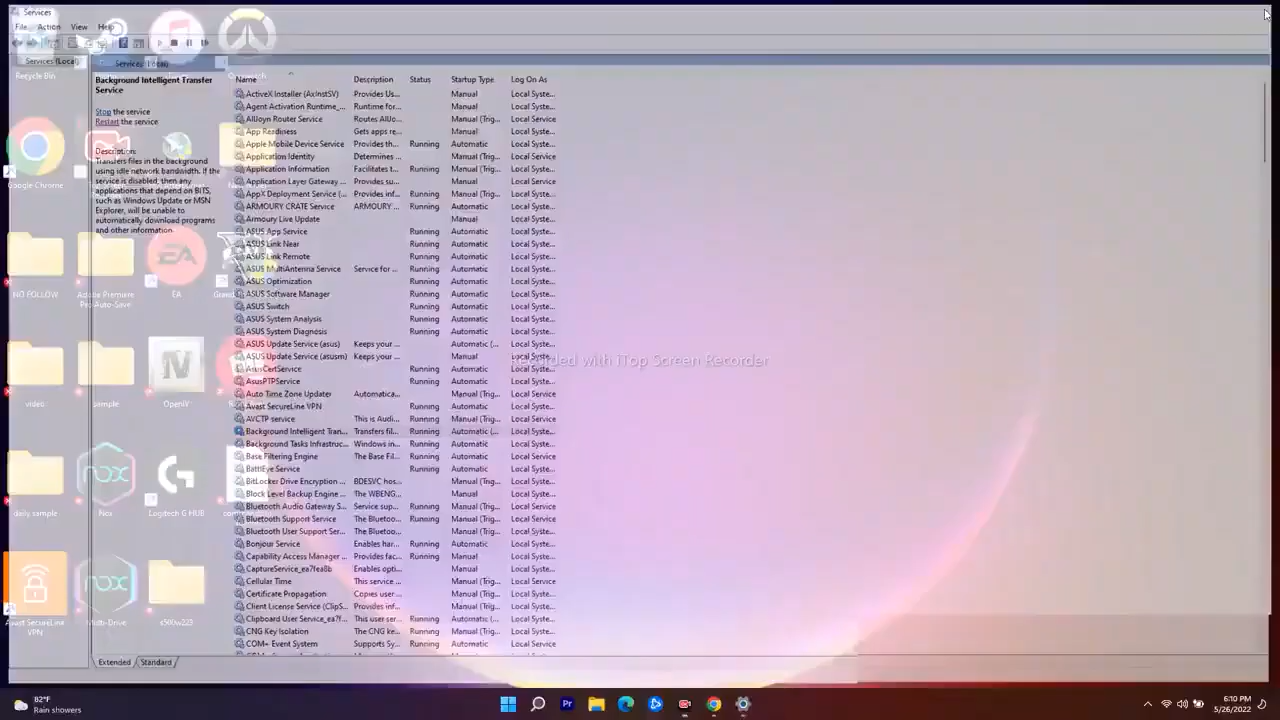 Services
File Action View Help
Services (Local)
Services (Local)
Recycle Bin
Background Intelligent Transfer
Service
Stop the service
Restart the service
Description:
Transfers files in the background
using idle network bandwidth. If the
service is disabled, then any
applications that depend on BITS,
such as Windows Update or MSN
Explorer, will be unable to
automatically download programs
and other information.
Name Description Status Startup Type Log On As
ActiveX Installer (AxInstSV) Provides Us... Manual Local Syste...
Agent Activation Runtime_... Runtime for... Manual Local Syste...
AllJoyn Router Service Routes AllJo... Manual (Trig... Local Service
App Readiness Gets apps re... Manual Local Syste...
Apple Mobile Device Service Provides th... Running Automatic Local Syste...
Application Identity Determines ... Manual (Trig... Local Service
Application Information Facilitates t... Running Manual (Trig... Local Syste...
Application Layer Gateway ... Provides su... Manual Local Service
AppX Deployment Service (... Provides inf... Running Manual (Trig... Local Syste...
ARMOURY CRATE Service ARMOURY ... Running Automatic Local Syste...
Armoury Live Update Manual Local Syste...
ASUS App Service Running Automatic Local Syste...
ASUS Link Near Running Automatic Local Syste...
ASUS Link Remote Running Automatic Local Syste...
ASUS MultiAntenna Service Service for ... Running Automatic Local Syste...
ASUS Optimization Running Automatic Local Syste...
ASUS Software Manager Running Automatic Local Syste...
ASUS Switch Running Automatic Local Syste...
ASUS System Analysis Running Automatic Local Syste...
ASUS System Diagnosis Running Automatic Local Syste...
ASUS Update Service (asus) Keeps your ... Automatic (... Local Syste...
ASUS Update Service (asusm) Keeps your ... Manual Local Syste...
AsusCertService Running Automatic Local Syste...
AsusPTPService Running Automatic Local Syste...
Auto Time Zone Updater Automatica... Manual (Trig... Local Service
Avast SecureLine VPN Running Automatic Local Syste...
AVCTP service This is Audi... Running Manual (Trig... Local Service
Background Intelligent Tran... Transfers fil... Running Automatic (... Local Syste...
Background Tasks Infrastruc... Windows in... Running Automatic Local Syste...
Base Filtering Engine The Base Fil... Running Automatic Local Service
BattlEye Service Running Automatic Local Syste...
BitLocker Drive Encryption ... BDESVC hos... Manual (Trig... Local Syste...
Block Level Backup Engine ... The WBENG... Manual Local Syste...
Bluetooth Audio Gateway S... Service sup... Running Manual (Trig... Local Service
Bluetooth Support Service The Bluetoo... Running Manual (Trig... Local Service
Bluetooth User Support Ser... The Bluetoo... Manual (Trig... Local Syste...
Bonjour Service Enables har... Running Automatic Local Syste...
Capability Access Manager ... Provides fac... Running Manual Local Syste...
CaptureService_ea7fea8b Enables opti... Manual Local Syste...
Cellular Time This service ... Manual (Trig... Local Service
Certificate Propagation Copies user ... Manual (Trig... Local Syste...
Client License Service (ClipS... Provides inf... Manual (Trig... Local Syste...
Clipboard User Service_ea7f... This user ser... Running Automatic (... Local Syste...
CNG Key Isolation The CNG ke... Running Manual (Trig... Local Syste...
COM+ Event System Supports Sy... Running Automatic Local Service
Extended Standard
Google Chrome
NO FOLLOW
Adobe Premiere
Pro Auto-Save
EA
video
sample
OpenIV
IV
daily sample
nox
Nox
Logitech G HUB
nox
Avast SecureLine
VPN
Multi-Drive
s500w223
Recorded with iTop Screen Recorder
82°F
Rain showers
Pr
6:10 PM
5/26/2022